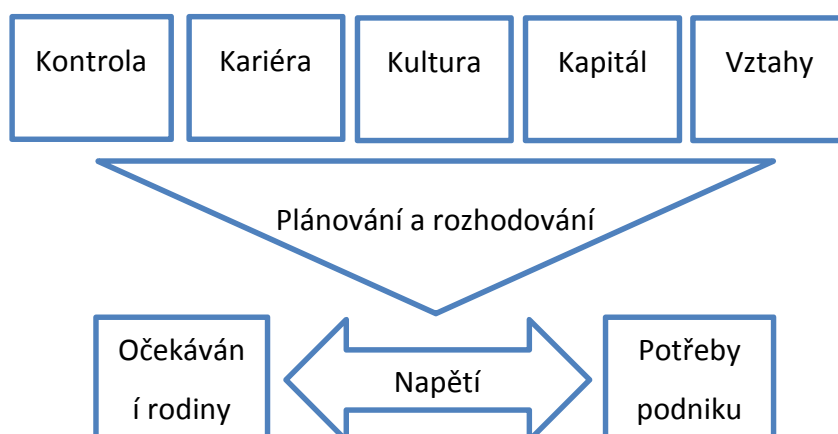 Kontrola
Kariéra
Kultura
Kapitál
Vztahy
Plánování a rozhodování
Očekáván
í rodiny
Napětí
Potřeby
podniku